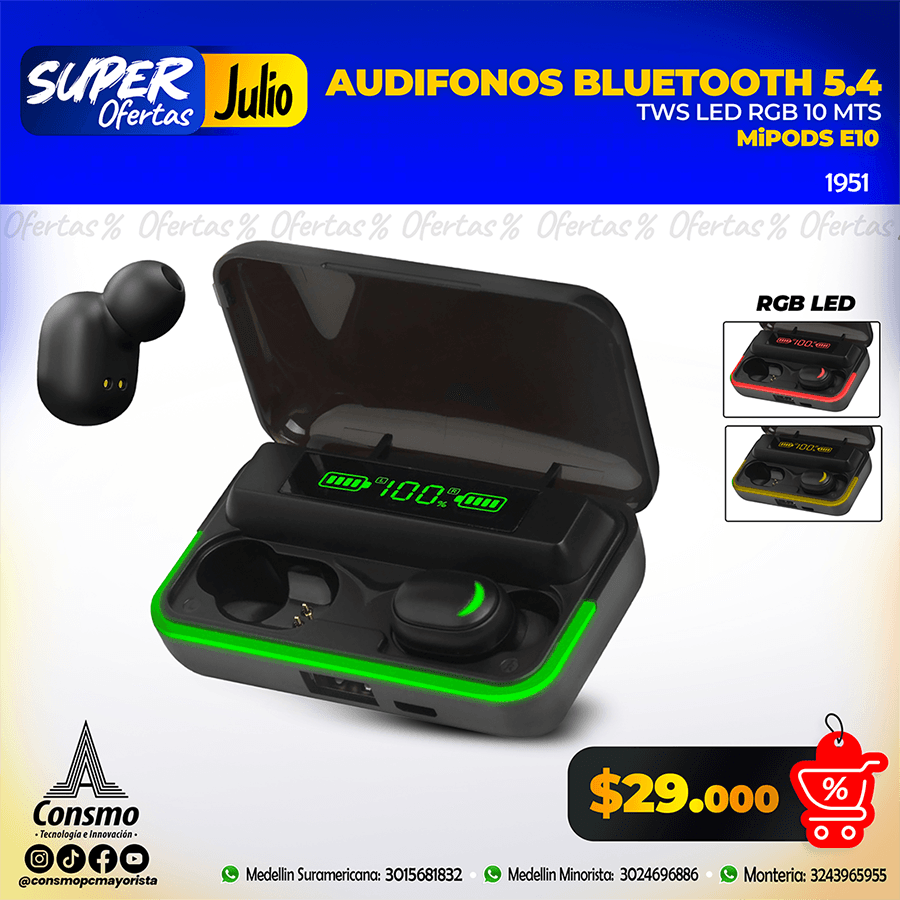 SUPER
Ofertas
Julio
AUDIFONOS BLUETOOTH 5.4
TWS LED RGB 10 MTS
MiPODS E10
1951
Ofertas % Ofertas % Ofertas % Ofertas % Ofertas % Ofertas % Ofertas
RGB LED
100%
100%
L 100% R
$29.000
%
A
Consmo
• Tecnología e Innovación •
@consmopcmayorista
Medellin Suramericana: 3015681832
Medellin Minorista: 3024696886
Monteria: 3243965955